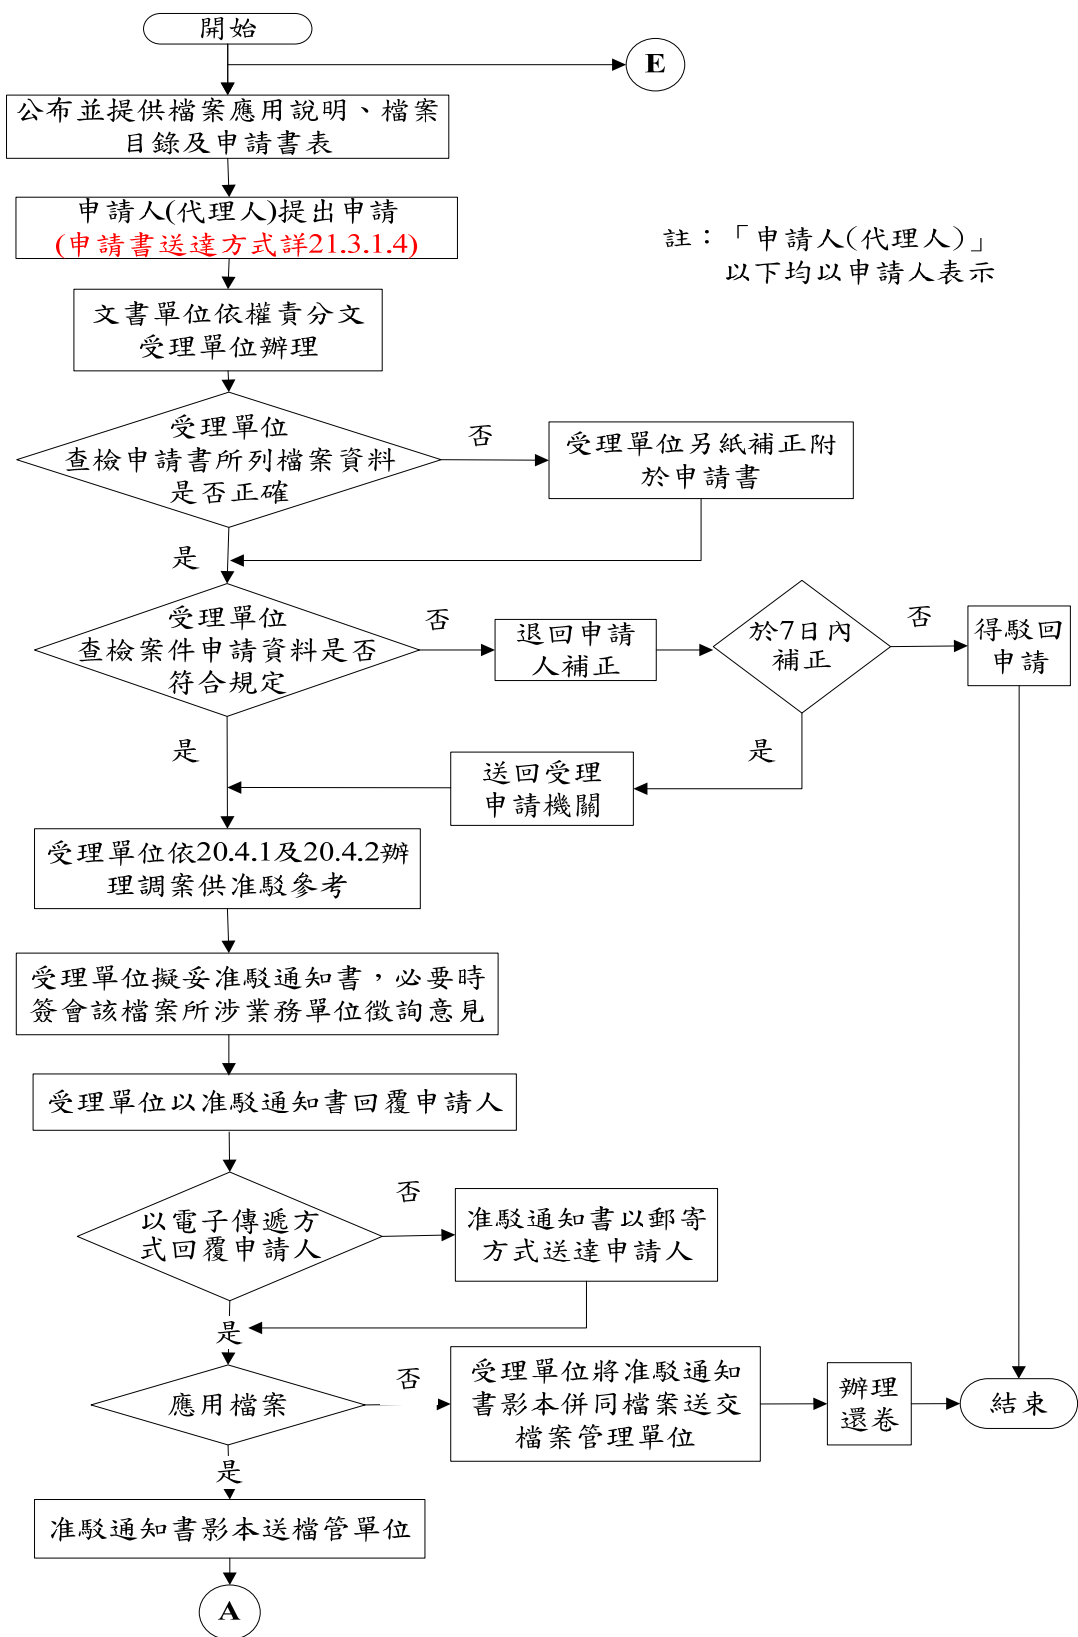 開始
E
公布並提供檔案應用說明、檔案
目錄及申請書表
申請人(代理人)提出申請
(申請書送達方式詳21.3.1.4)
註：「申請人(代理人)」
以下均以申請人表示
文書單位依權責分文
受理單位辦理
受理單位
查檢申請書所列檔案資料
是否正確
否
受理單位另紙補正附
於申請書
是
受理單位
查檢案件申請資料是否
符合規定
否
退回申請
人補正
於7日內
補正
否
得駁回
申請
是
是
送回受理
申請機關
受理單位依20.4.1及20.4.2辦
理調案供准駁參考
受理單位擬妥准駁通知書，必要時
簽會該檔案所涉業務單位徵詢意見
受理單位以准駁通知書回覆申請人
以電子傳遞方
式回覆申請人
否
准駁通知書以郵寄
方式送達申請人
是
應用檔案
否
受理單位將准駁通知
書影本併同檔案送交
檔案管理單位
辦理
還卷
結束
是
准駁通知書影本送檔管單位
A